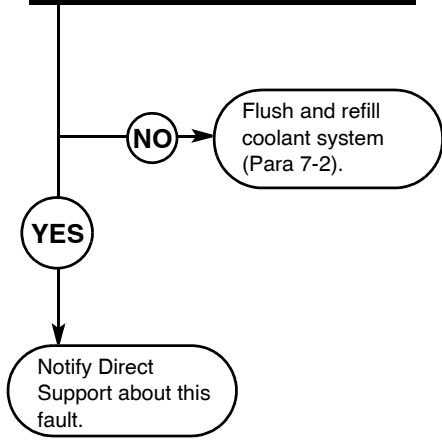 NO
Flush and refill
coolant system
(Para 7-2).
YES
Notify Direct
Support about this
fault.